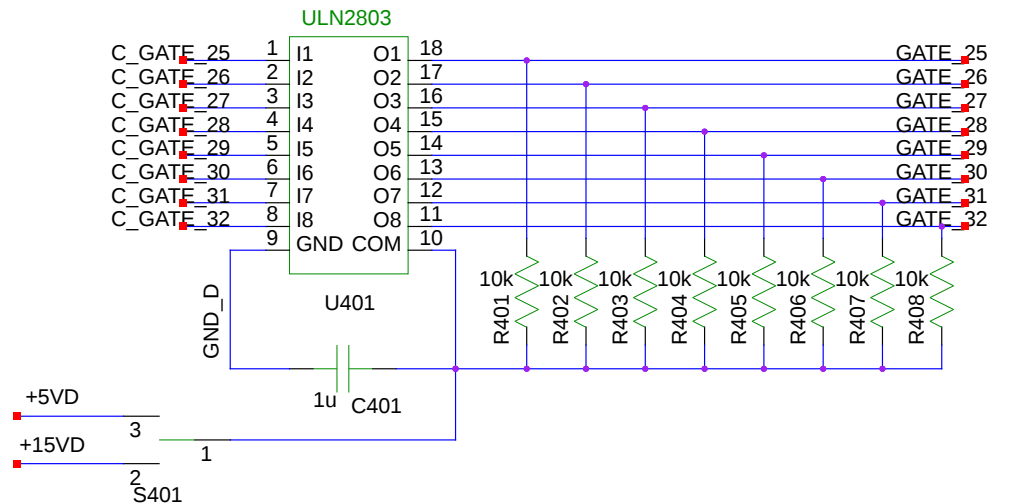 ULN2803
C_GATE_25 1 I1 O1 18 GATE_25
C_GATE_26 2 I2 O2 17 GATE_26
C_GATE_27 3 I3 O3 16 GATE_27
C_GATE_28 4 I4 O4 15 GATE_28
C_GATE_29 5 I5 O5 14 GATE_29
C_GATE_30 6 I6 O6 13 GATE_30
C_GATE_31 7 I7 O7 12 GATE_31
C_GATE_32 8 I8 O8 11 GATE_32
9 GND COM 10
U401
GND_D
10k 10k 10k 10k 10k 10k 10k 10k
R401 R402 R403 R404 R405 R406 R407 R408
1u C401
+5VD
3
+15VD
1
2
S401